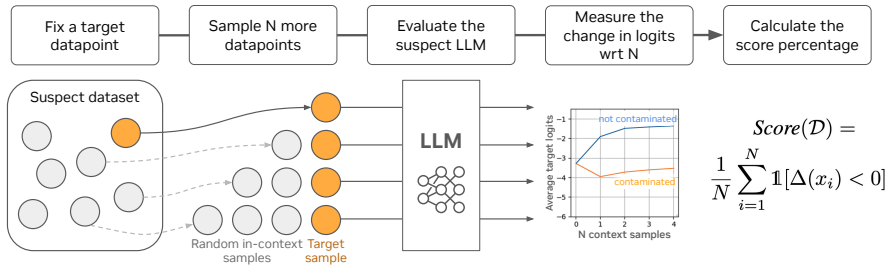 Fix a target
datapoint
Sample N more
datapoints
Evaluate the
suspect LLM
Measure the
change in logits
wrt N
Calculate the
score percentage
Suspect dataset
Random in-context
samples
Target
sample
LLM
Average target logits
−1
−2
−3
−4
−5
−6
not contaminated
contaminated
0 1 2 3 4
N context samples
Score(𝒟) =
1/N ∑_{i=1}^{N} 𝟙[Δ(x_i) < 0]